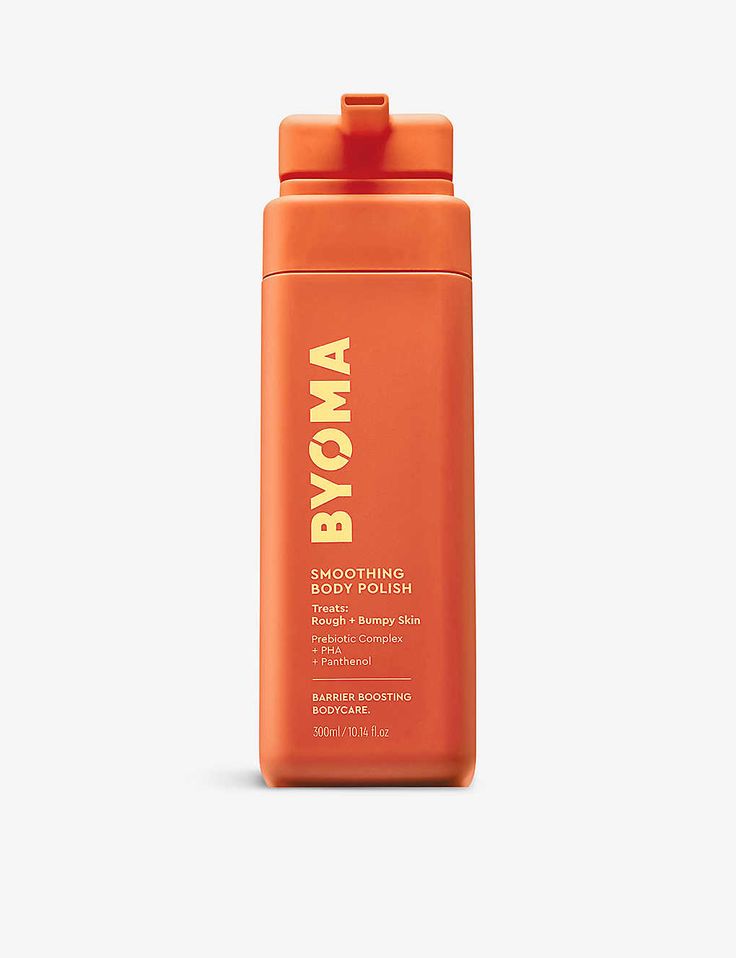 BYOMA
SMOOTHING
BODY POLISH
Treats:
Rough + Bumpy Skin
Prebiotic Complex
+ PHA
+ Panthenol
BARRIER BOOSTING
BODYCARE.
300ml/10.14 fl.oz